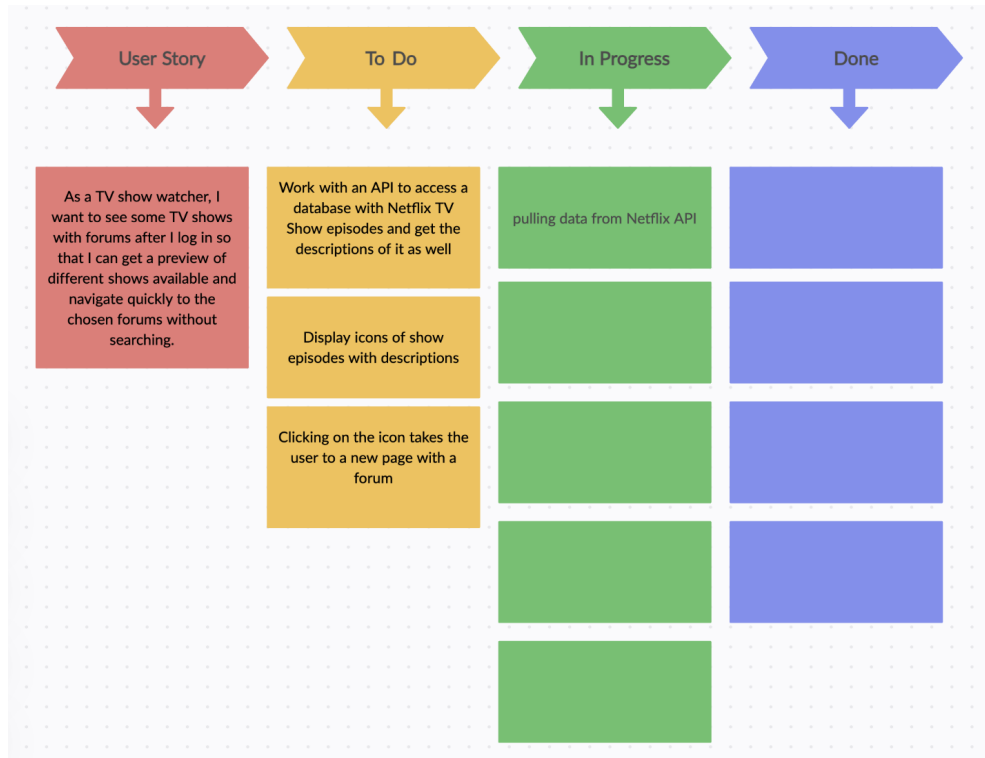 User Story
To Do
In Progress
Done
As a TV show watcher, I
want to see some TV shows
with forums after I log in so
that I can get a preview of
different shows available and
navigate quickly to the
chosen forums without
searching.
Work with an API to access a
database with Netflix TV
Show episodes and get the
descriptions of it as well
Display icons of show
episodes with descriptions
Clicking on the icon takes the
user to a new page with a
forum
pulling data from Netflix API